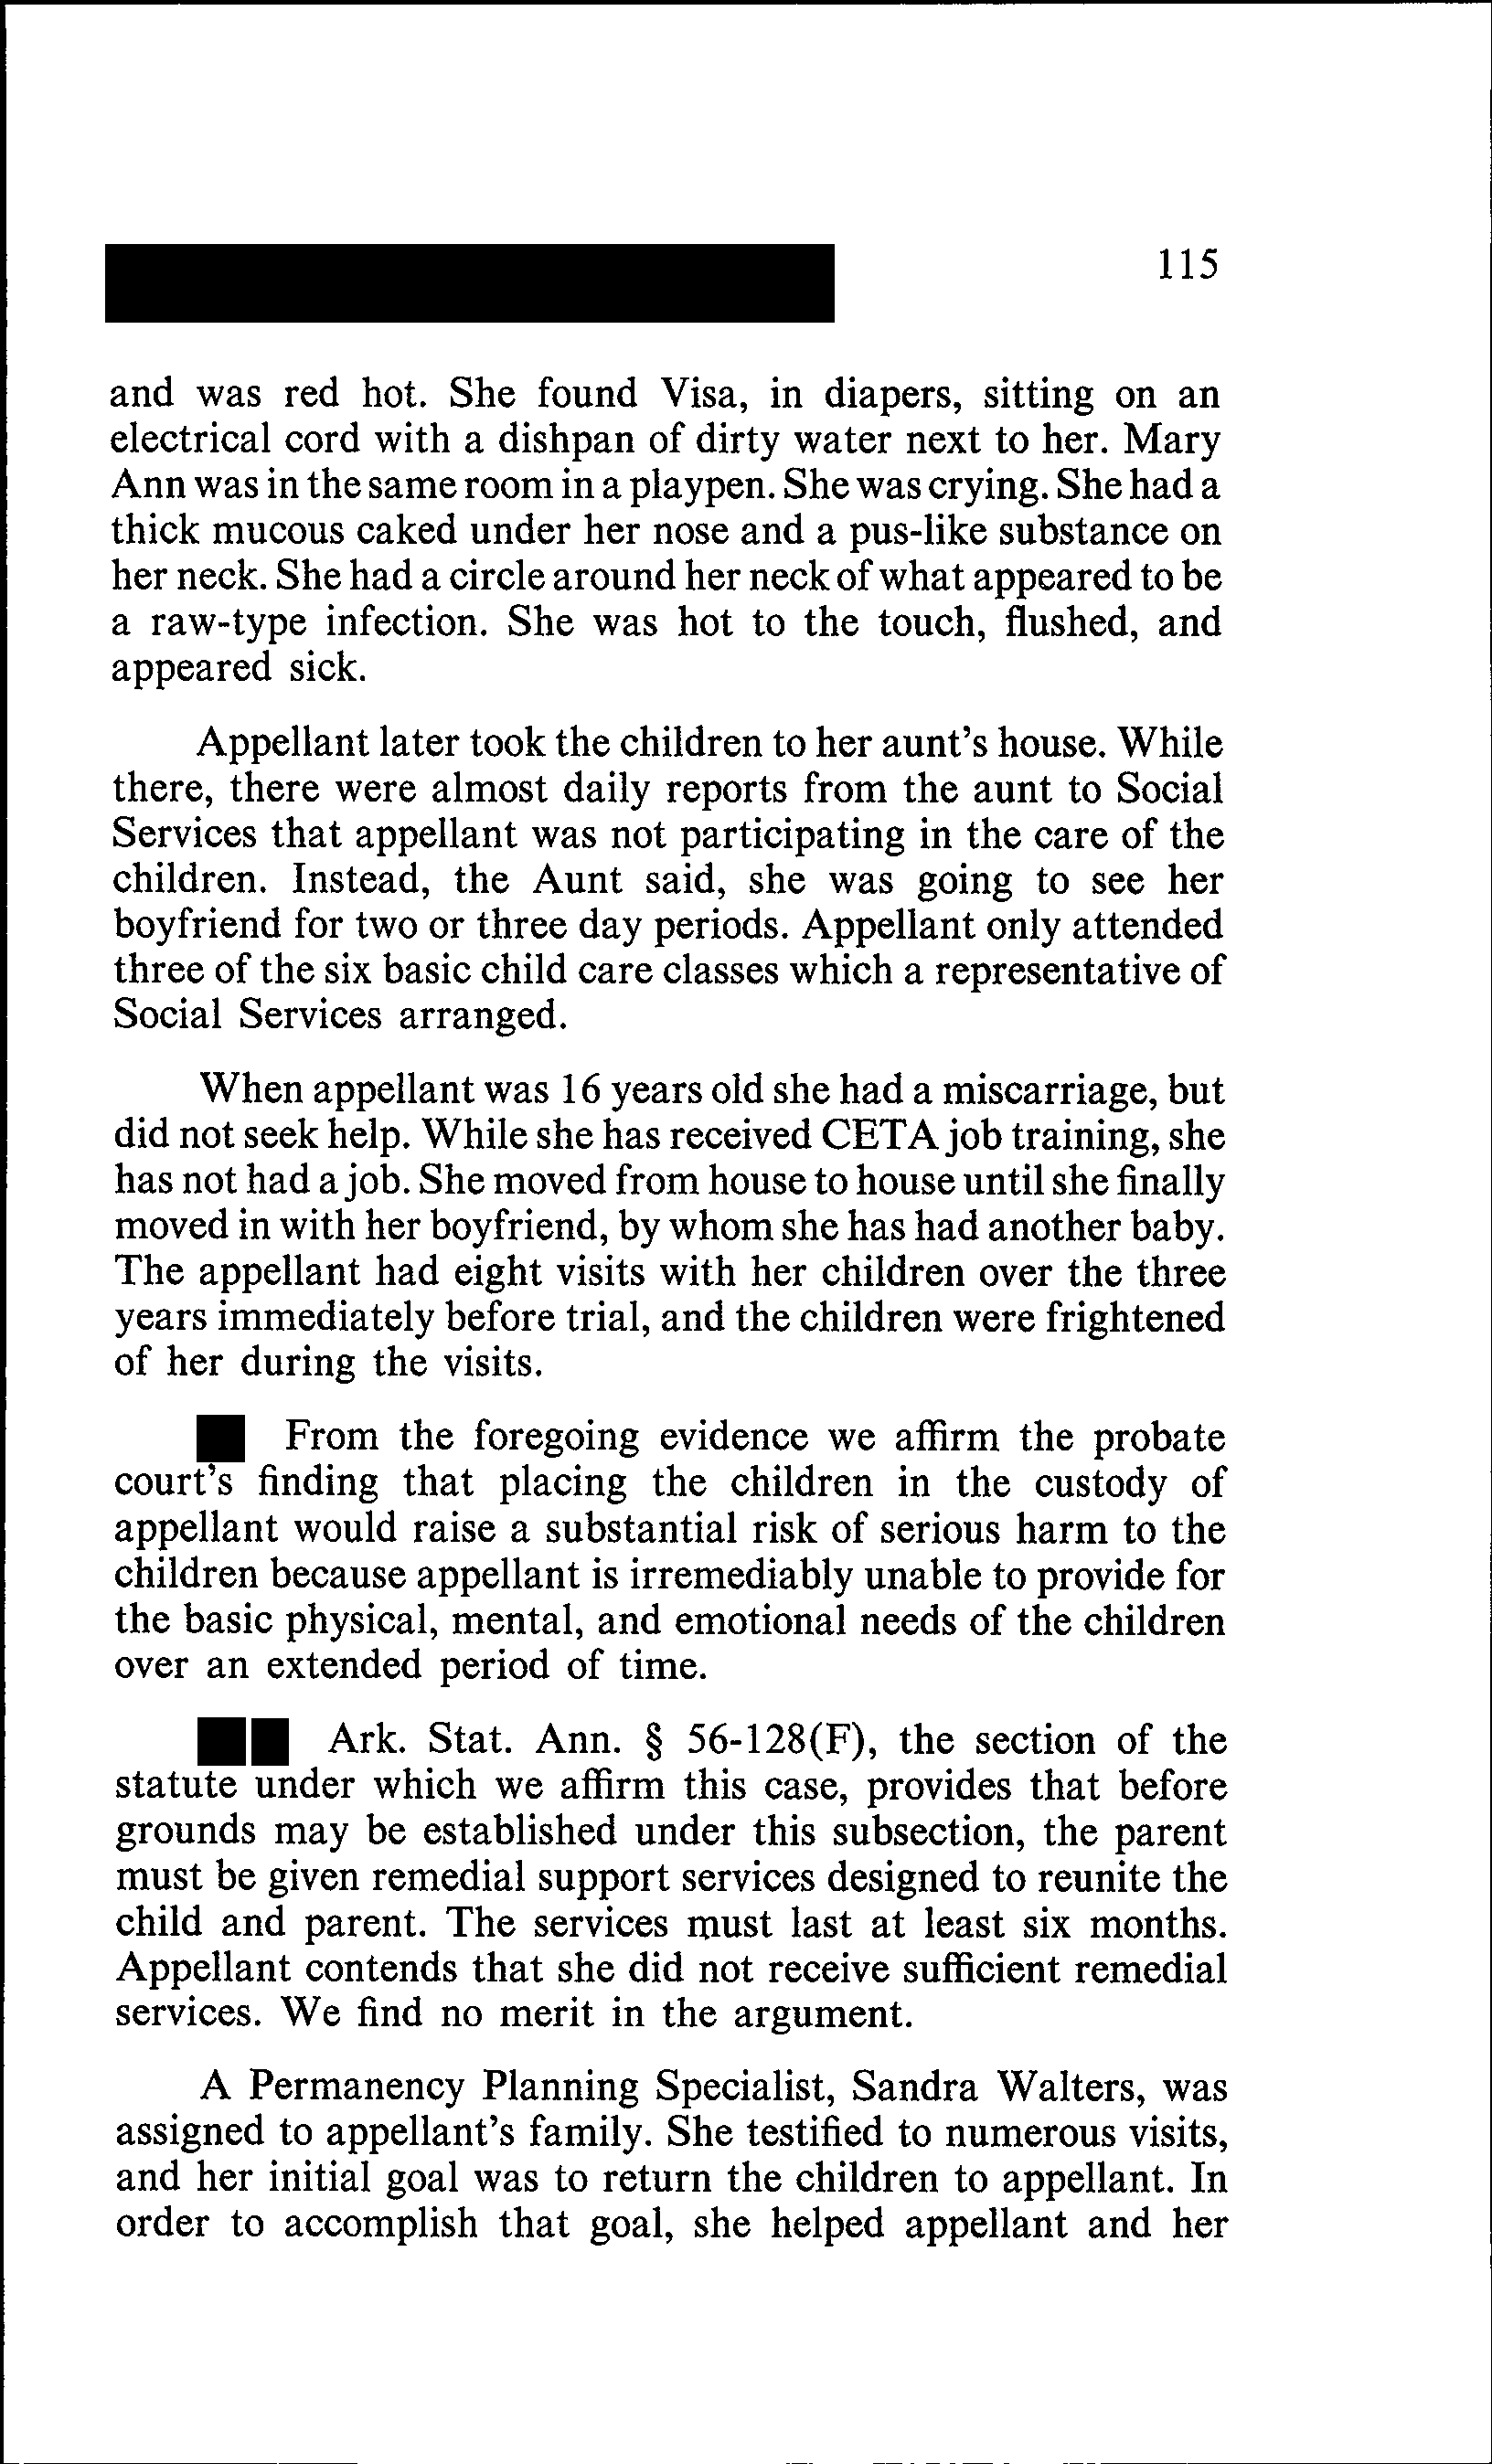 115
and was red hot. She found Visa, in diapers, sitting on an
electrical cord with a dishpan of dirty water next to her. Mary
Ann was in the same room in a playpen. She was crying. She had a
thick mucous caked under her nose and a pus-like substance on
her neck. She had a circle around her neck of what appeared to be
a raw-type infection. She was hot to the touch, flushed, and
appeared sick.
Appellant later took the children to her aunt's house. While
there, there were almost daily reports from the aunt to Social
Services that appellant was not participating in the care of the
children. Instead, the Aunt said, she was going to see her
boyfriend for two or three day periods. Appellant only attended
three of the six basic child care classes which a representative of
Social Services arranged.
When appellant was 16 years old she had a miscarriage, but
did not seek help. While she has received CETA job training, she
has not had a job. She moved from house to house until she finally
moved in with her boyfriend, by whom she has had another baby.
The appellant had eight visits with her children over the three
years immediately before trial, and the children were frightened
of her during the visits.
From the foregoing evidence we affirm the probate
court's finding that placing the children in the custody of
appellant would raise a substantial risk of serious harm to the
children because appellant is irremediably unable to provide for
the basic physical, mental, and emotional needs of the children
over an extended period of time.
Ark. Stat. Ann. § 56-128(F), the section of the
statute under which we affirm this case, provides that before
grounds may be established under this subsection, the parent
must be given remedial support services designed to reunite the
child and parent. The services must last at least six months.
Appellant contends that she did not receive sufficient remedial
services. We find no merit in the argument.
A Permanency Planning Specialist, Sandra Walters, was
assigned to appellant's family. She testified to numerous visits,
and her initial goal was to return the children to appellant. In
order to accomplish that goal, she helped appellant and her